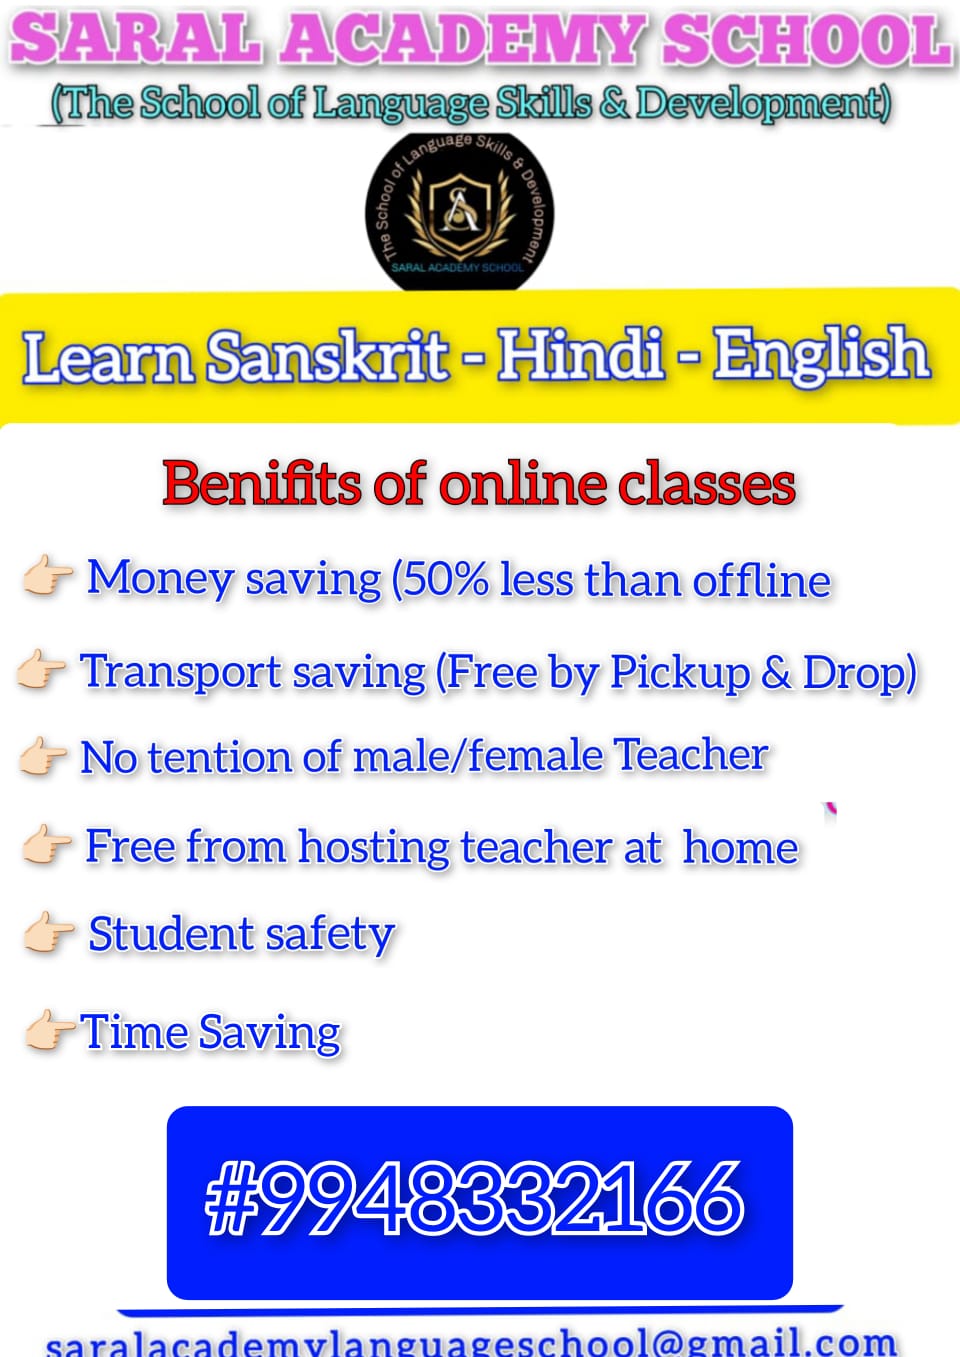 SARAL ACADEMY SCHOOL
(The School of Language Skills & Development)
The School of Language Skills & Development
SA
SARAL ACADEMY SCHOOL
Learn Sanskrit - Hindi - English
Benifits of online classes
👉🏻 Money saving (50% less than offline
👉🏻 Transport saving (Free by Pickup & Drop)
👉🏻 No tention of male/female Teacher
👉🏻 Free from hosting teacher at home
👉🏻 Student safety
👉🏻 Time Saving
#9948332166
saralacademylanguageschool@gmail.com